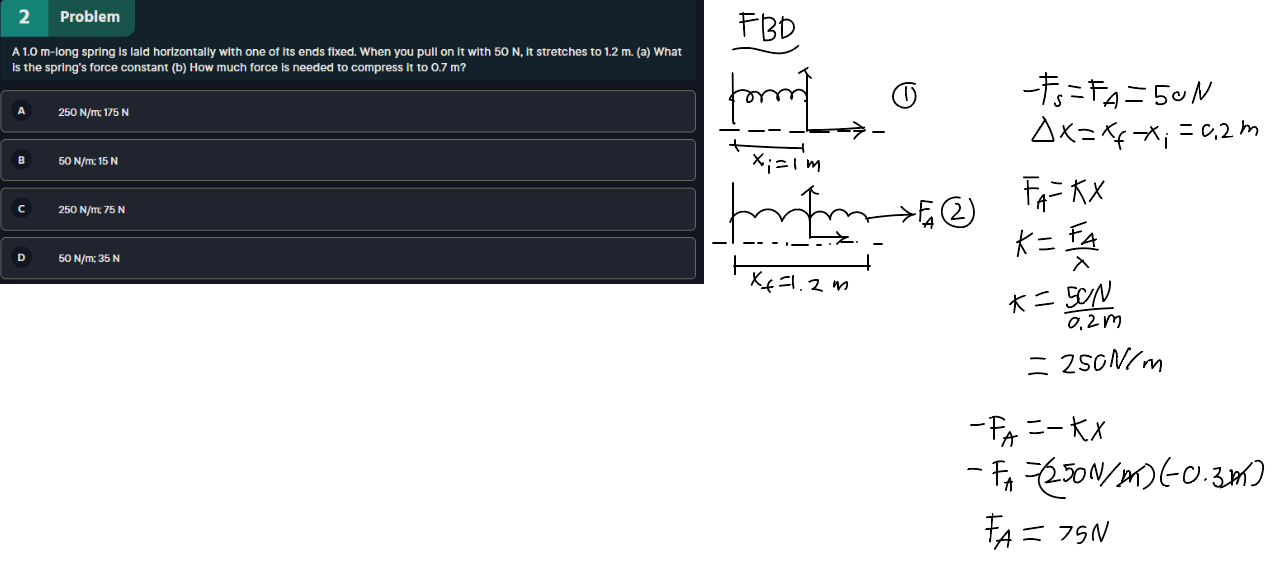 2 Problem
A 1.0 m-long spring is laid horizontally with one of its ends fixed. When you pull on it with 50 N, it stretches to 1.2 m. (a) What
is the spring's force constant (b) How much force is needed to compress it to 0.7 m?
A 250 N/m; 175 N
B 50 N/m; 15 N
C 250 N/m; 75 N
D 50 N/m; 35 N
FBD
①
x_i = 1 m
F_A ②
x_f = 1.2 m
-F_s = F_A = 50N
Δx = x_f - x_i = 0.2 m
F_A = Kx
K = F_A / x
K = 50N / 0.2m
= 250N/m
-F_A = -Kx
-F_A = (250N/m)(-0.3m)
F_A = 75N